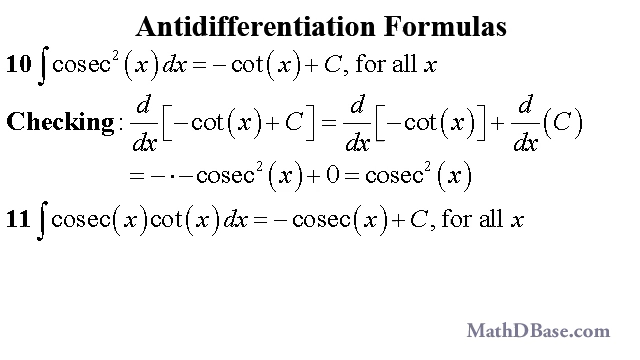 Antidifferentiation Formulas
10 ∫cosec²(x)dx = −cot(x)+C, for all x
Checking: d/dx[−cot(x)+C] = d/dx[−cot(x)] + d/dx(C)
= −·−cosec²(x)+0 = cosec²(x)
11 ∫cosec(x)cot(x)dx = −cosec(x)+C, for all x
MathDBase.com